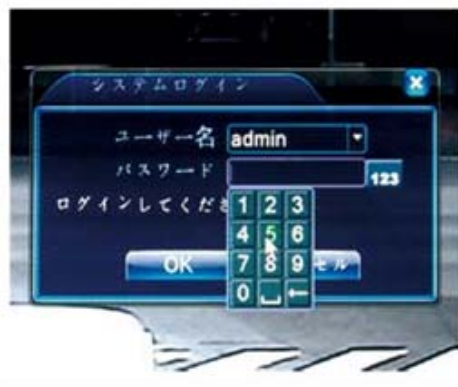 システムログイン
ユーザー名 admin
パスワード 123
ログインしてくださ
1 2 3
4 5 6
OK 7 8 9 セル
0